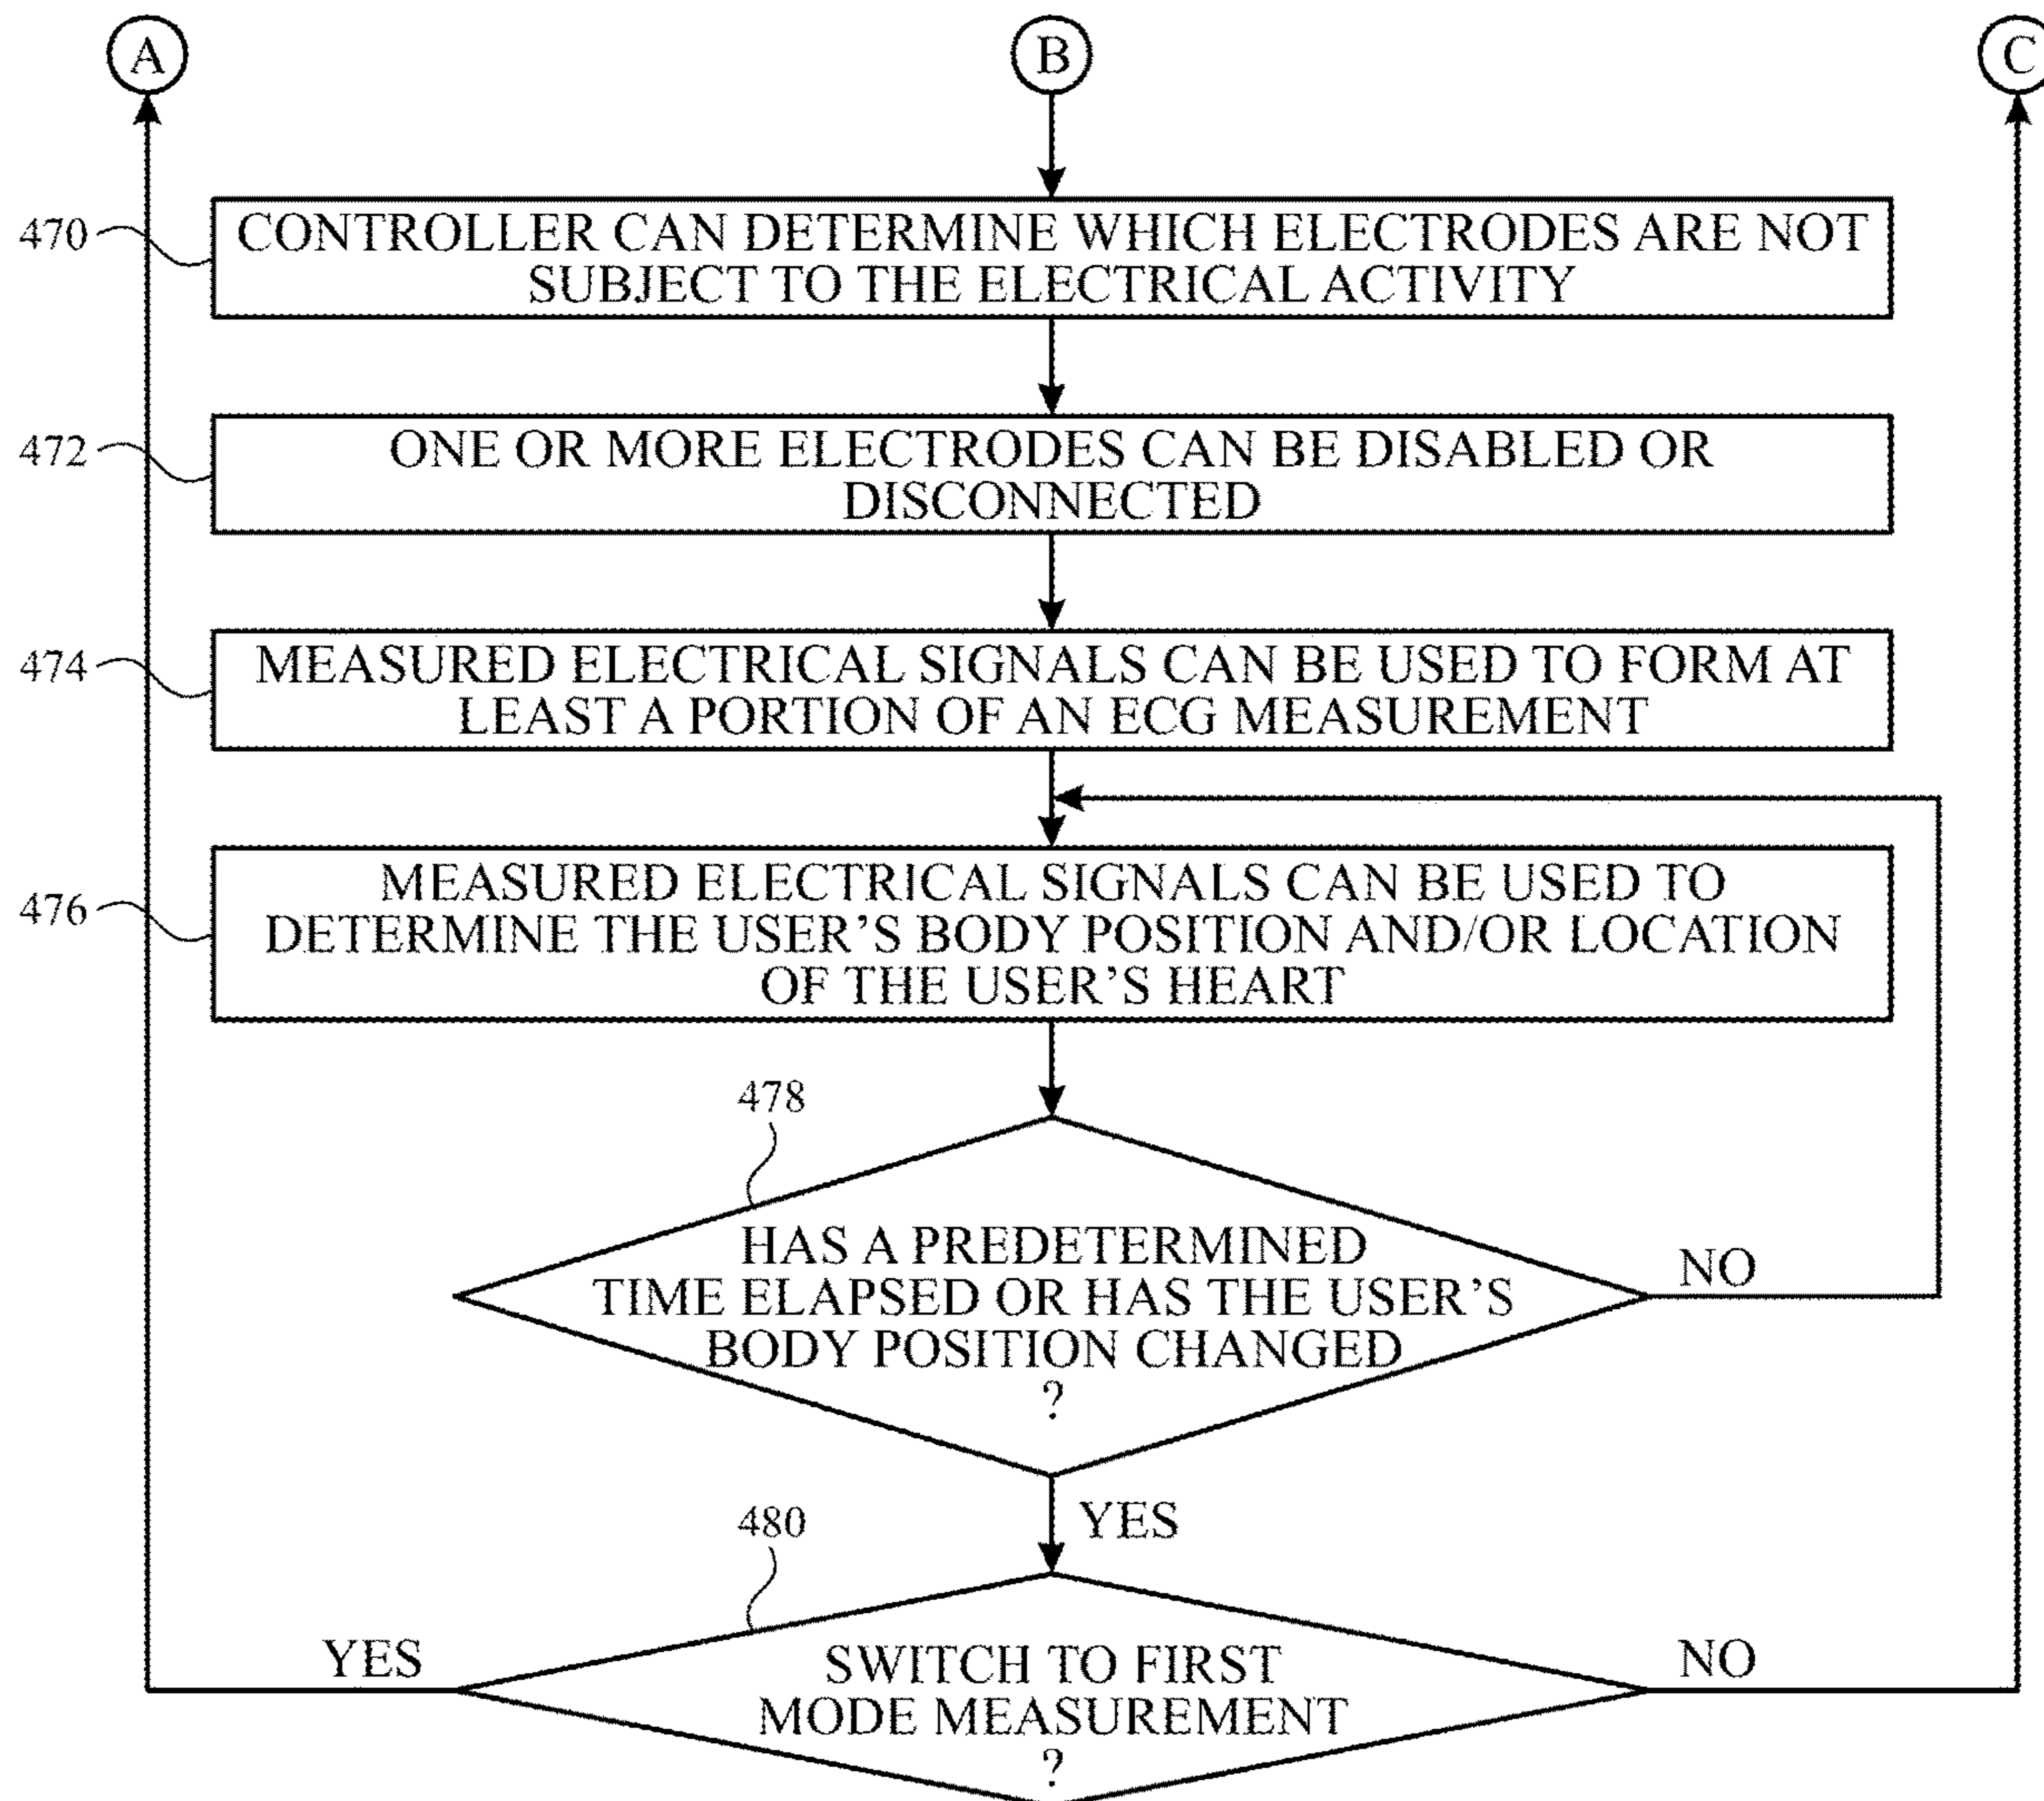 A
B
C
470
CONTROLLER CAN DETERMINE WHICH ELECTRODES ARE NOT
SUBJECT TO THE ELECTRICAL ACTIVITY
472
ONE OR MORE ELECTRODES CAN BE DISABLED OR
DISCONNECTED
474
MEASURED ELECTRICAL SIGNALS CAN BE USED TO FORM AT
LEAST A PORTION OF AN ECG MEASUREMENT
476
MEASURED ELECTRICAL SIGNALS CAN BE USED TO
DETERMINE THE USER’S BODY POSITION AND/OR LOCATION
OF THE USER’S HEART
478
HAS A PREDETERMINED
TIME ELAPSED OR HAS THE USER’S
BODY POSITION CHANGED
?
NO
YES
480
SWITCH TO FIRST
MODE MEASUREMENT
?
YES
NO